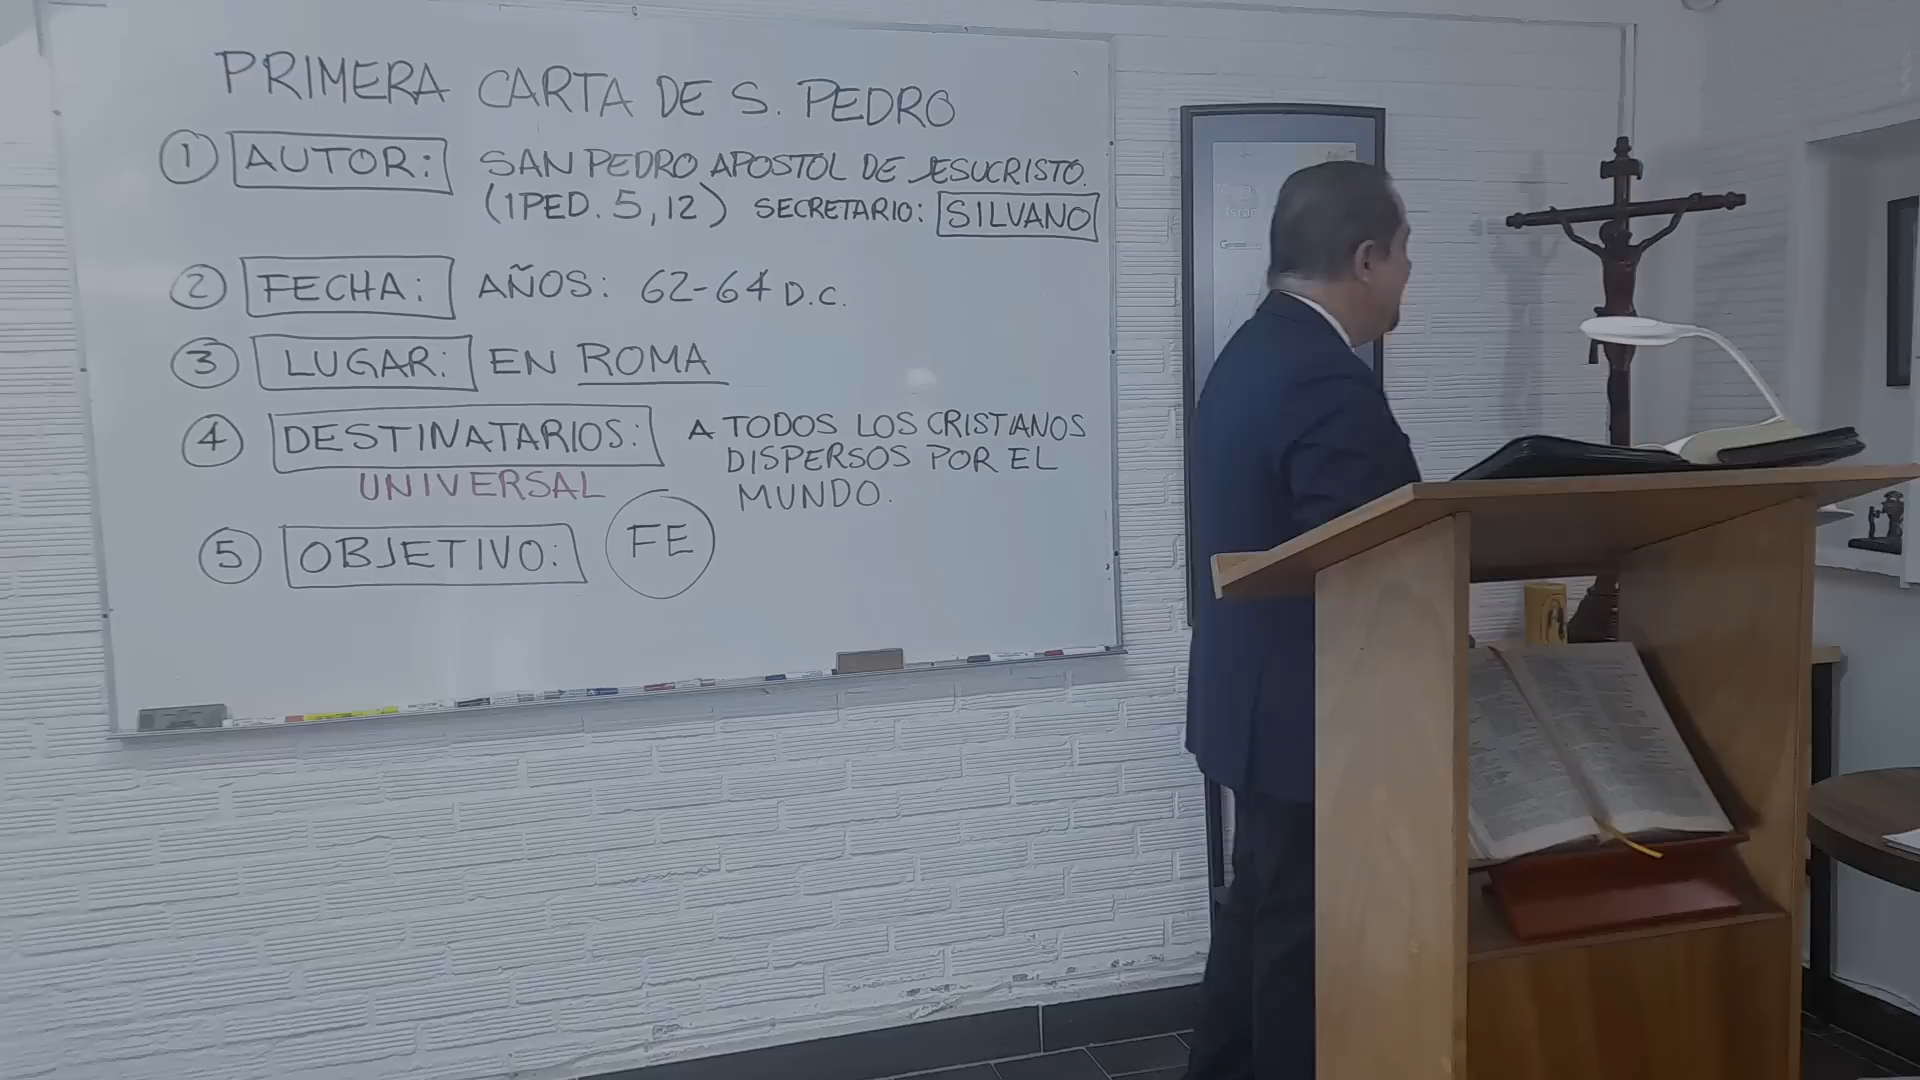 PRIMERA CARTA DE S. PEDRO
1 AUTOR: SAN PEDRO APOSTOL DE JESUCRISTO.
(1PED. 5,12) SECRETARIO: SILVANO
2 FECHA: AÑOS: 62-64 D.C.
3 LUGAR: EN ROMA
4 DESTINATARIOS: A TODOS LOS CRISTIANOS
DISPERSOS POR EL
MUNDO.
UNIVERSAL
5 OBJETIVO: FE